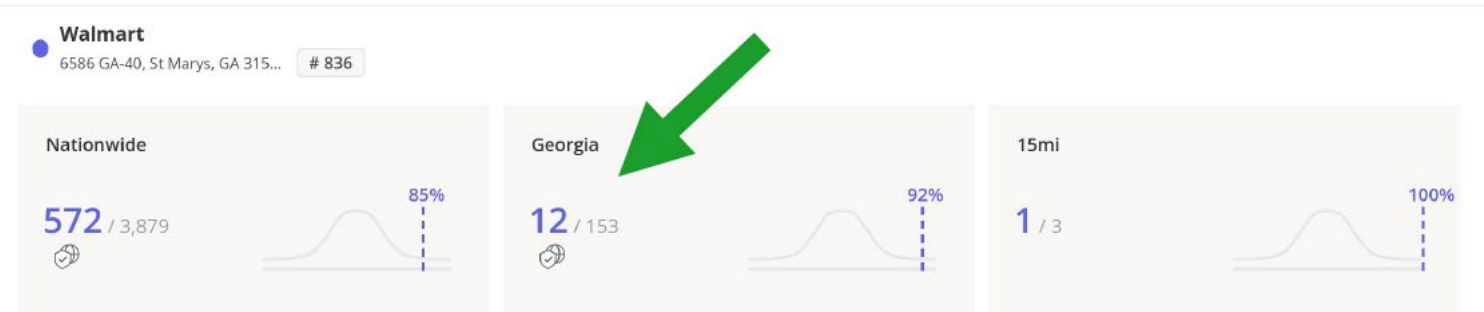 Walmart
6586 GA-40, St Marys, GA 315... # 836
Nationwide
85%
572 / 3,879
Georgia
92%
12 / 153
15mi
100%
1 / 3